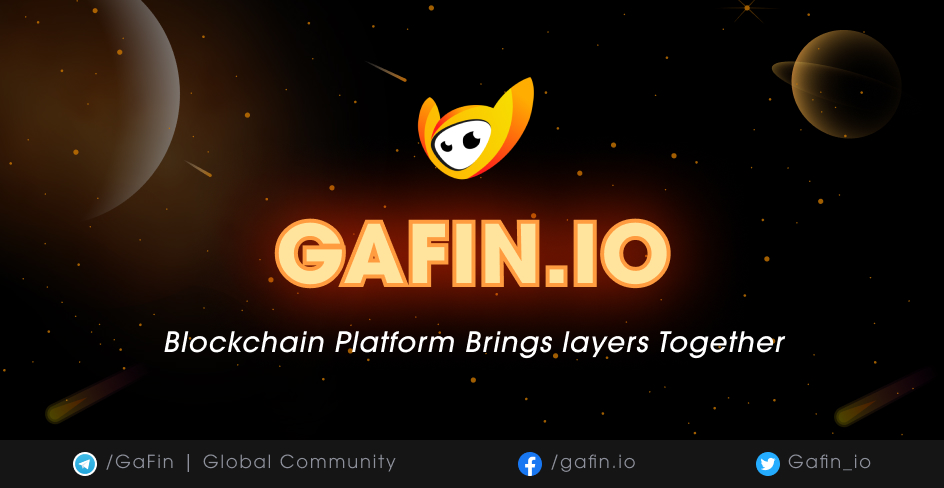 GAFIN.IO
Blockchain Platform Brings layers Together
/GaFin | Global Community /gafin.io Gafin_io